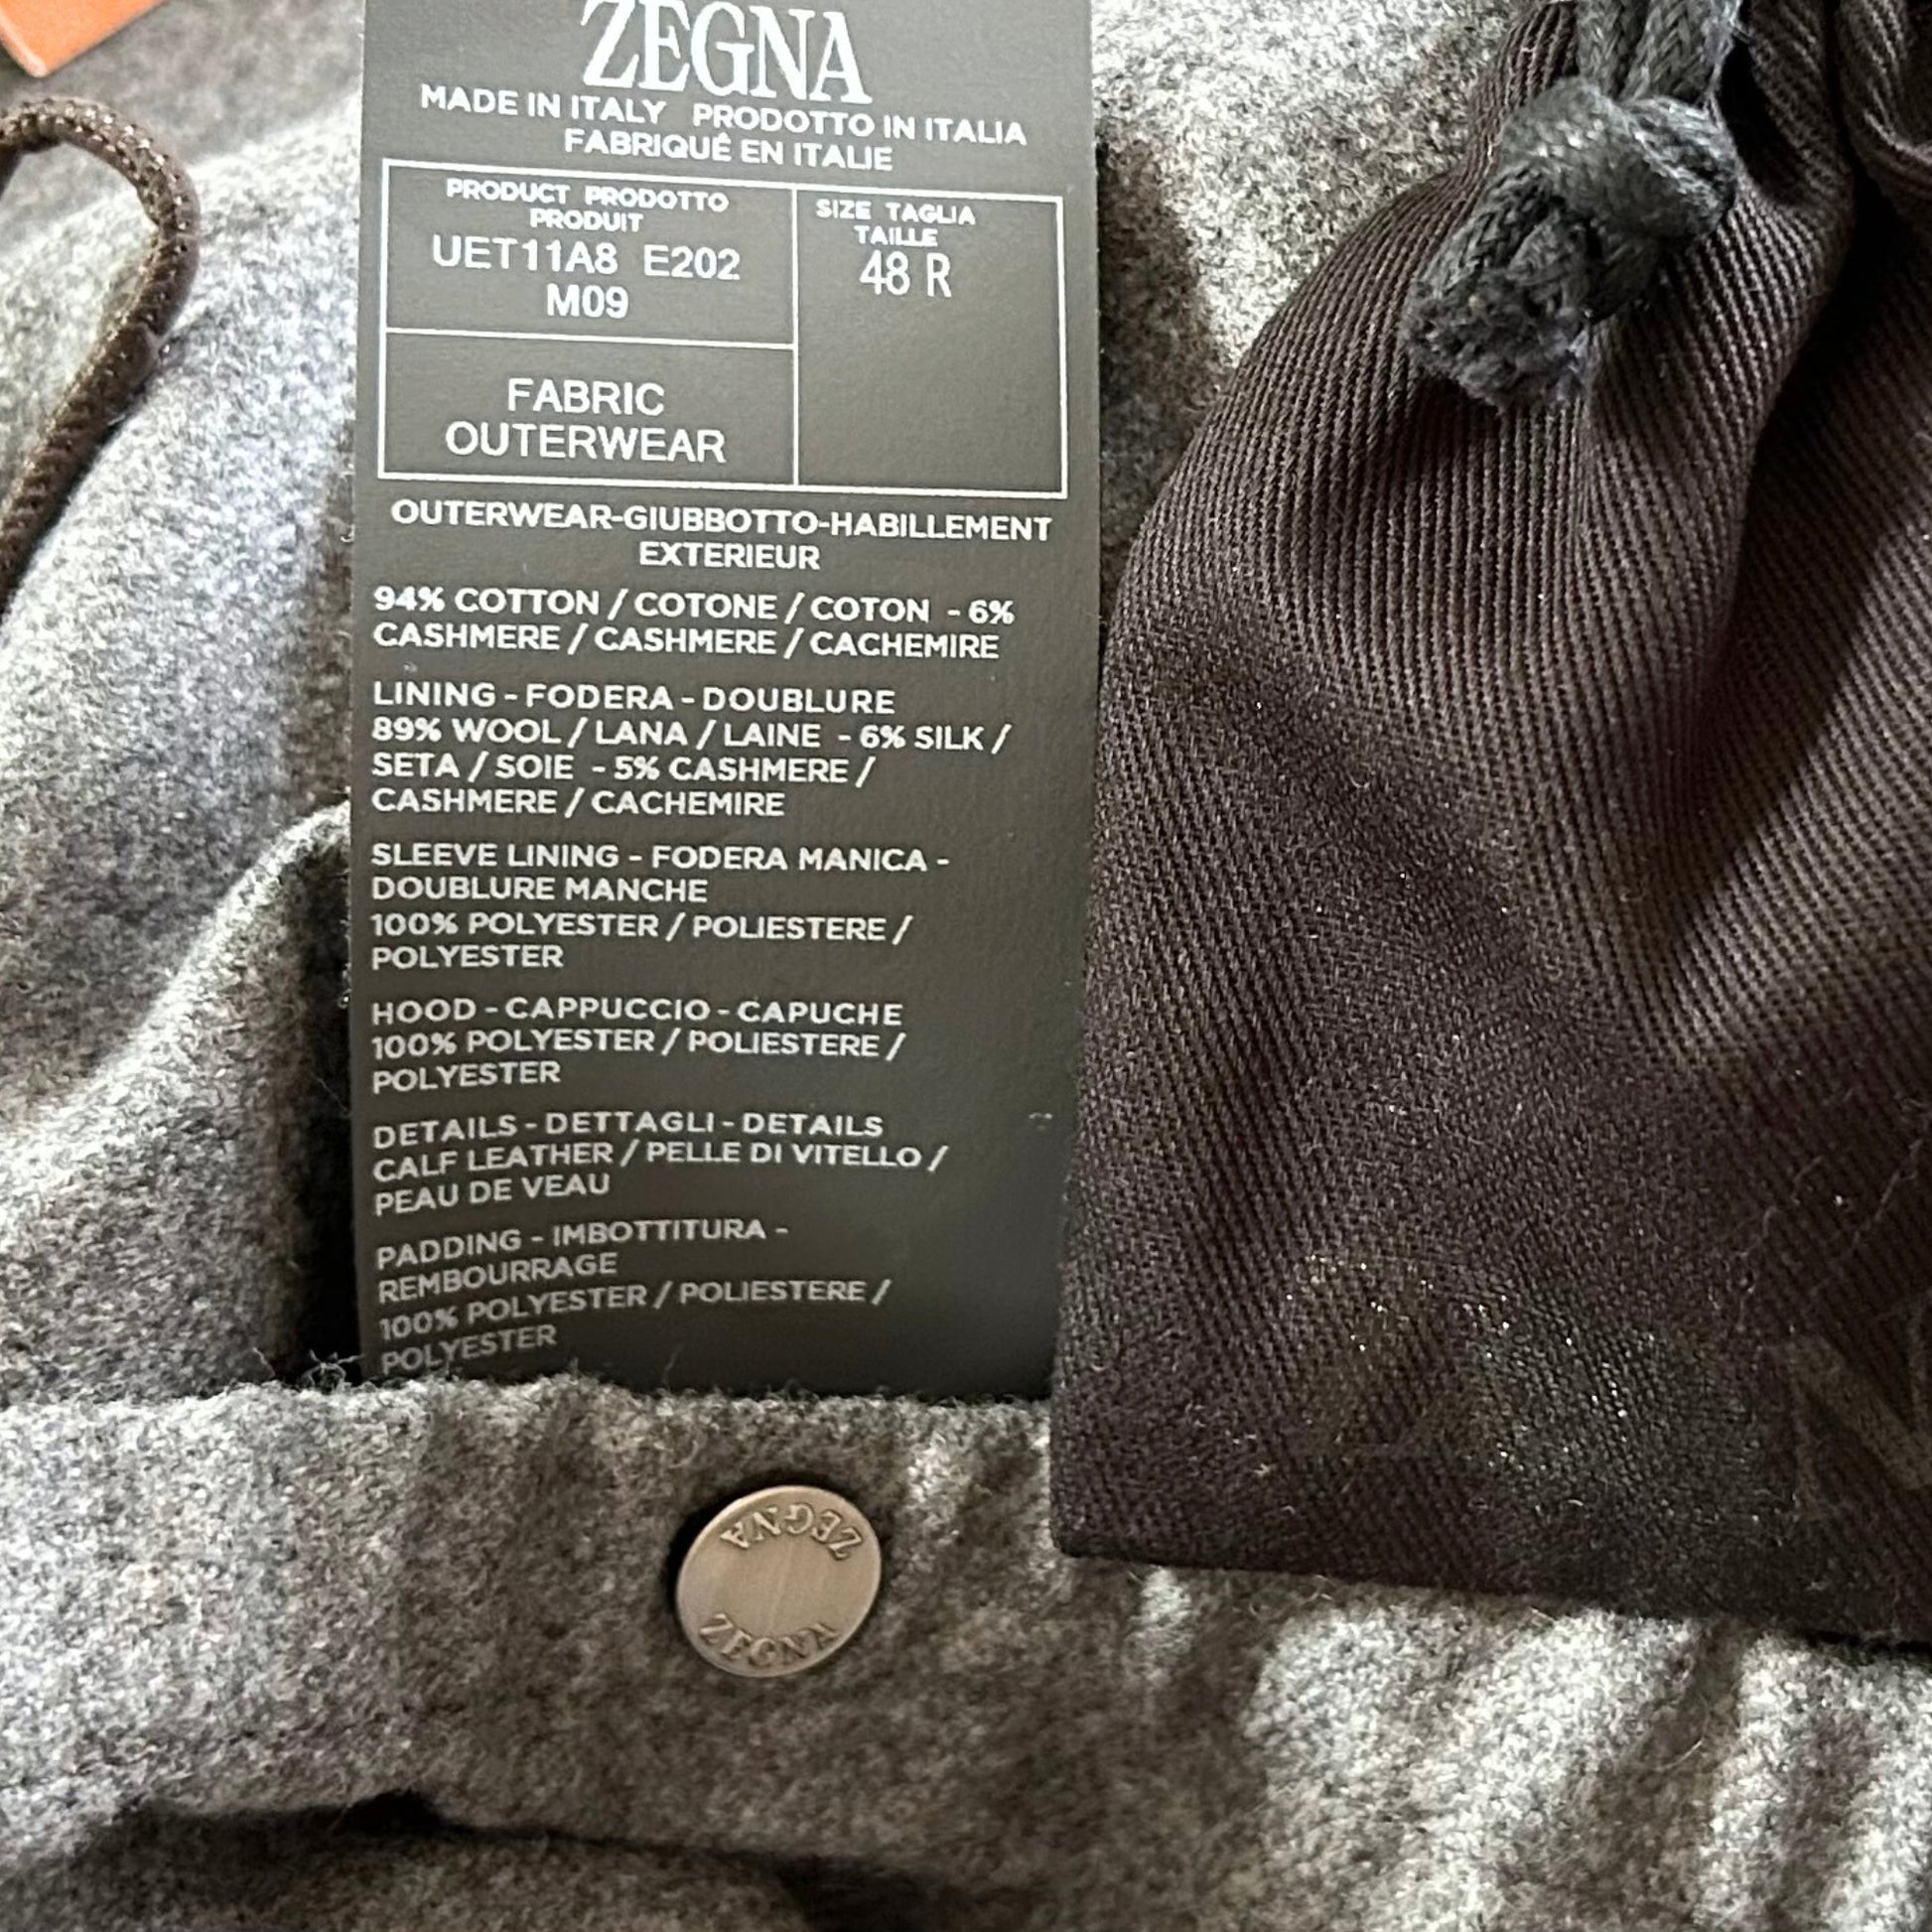 ZEGNA
MADE IN ITALY PRODOTTO IN ITALIA
FABRIQUÉ EN ITALIE
PRODUCT PRODOTTO
PRODUIT
UET11A8 E202
M09
SIZE TAGLIA
TAILLE
48 R
FABRIC
OUTERWEAR
OUTERWEAR-GIUBBOTTO-HABILLEMENT
EXTERIEUR
94% COTTON / COTONE / COTON - 6%
CASHMERE / CASHMERE / CACHEMIRE
LINING - FODERA - DOUBLURE
89% WOOL / LANA / LAINE - 6% SILK /
SETA / SOIE - 5% CASHMERE /
CASHMERE / CACHEMIRE
SLEEVE LINING - FODERA MANICA -
DOUBLURE MANCHE
100% POLYESTER / POLIESTERE /
POLYESTER
HOOD - CAPPUCCIO - CAPUCHE
100% POLYESTER / POLIESTERE /
POLYESTER
DETAILS - DETTAGLI - DETAILS
CALF LEATHER / PELLE DI VITELLO /
PEAU DE VEAU
PADDING - IMBOTTITURA -
REMBOURRAGE
100% POLYESTER / POLIESTERE /
POLYESTER
ZEGNA
ZEGNA